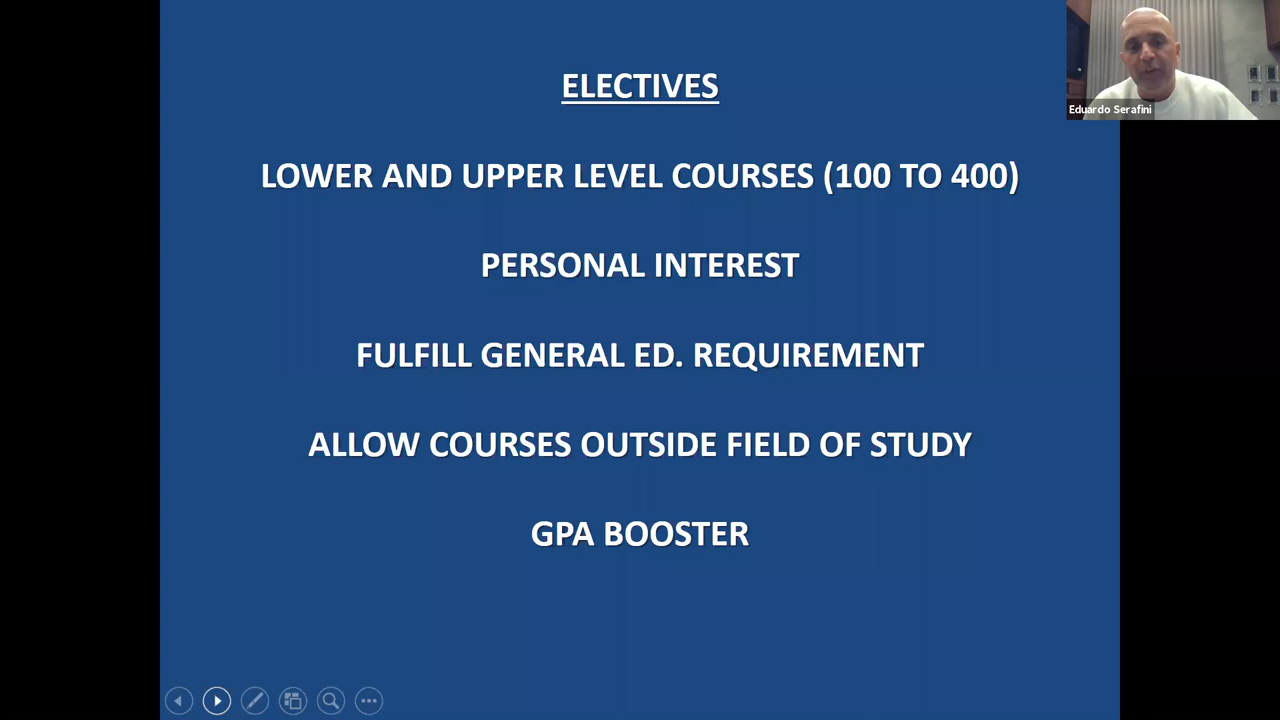 ELECTIVES
LOWER AND UPPER LEVEL COURSES (100 TO 400)
PERSONAL INTEREST
FULFILL GENERAL ED. REQUIREMENT
ALLOW COURSES OUTSIDE FIELD OF STUDY
GPA BOOSTER
Eduardo Serafini